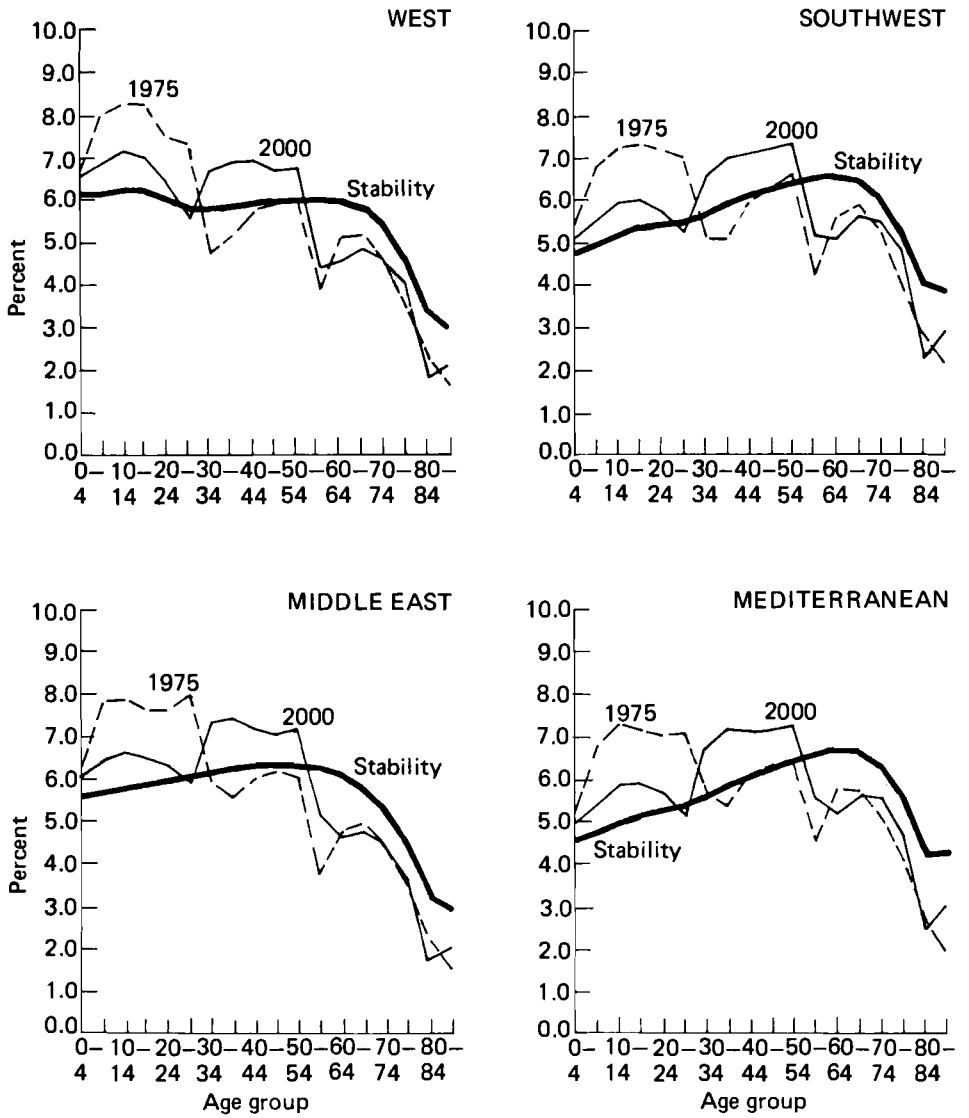 WEST
10.0
9.0
8.0
7.0
6.0
5.0
4.0
3.0
2.0
1.0
0.0
Percent
1975
2000
Stability
0– 10– 20– 30– 40– 50– 60– 70– 80–
4 14 24 34 44 54 64 74 84
SOUTHWEST
10.0
9.0
8.0
7.0
6.0
5.0
4.0
3.0
2.0
1.0
0.0
1975
2000
Stability
0– 10– 20– 30– 40– 50– 60– 70– 80–
4 14 24 34 44 54 64 74 84
MIDDLE EAST
10.0
9.0
8.0
7.0
6.0
5.0
4.0
3.0
2.0
1.0
0.0
Percent
1975
2000
Stability
0– 10– 20– 30– 40– 50– 60– 70– 80–
4 14 24 34 44 54 64 74 84
Age group
MEDITERRANEAN
10.0
9.0
8.0
7.0
6.0
5.0
4.0
3.0
2.0
1.0
0.0
1975
2000
Stability
0– 10– 20– 30– 40– 50– 60– 70– 80–
4 14 24 34 44 54 64 74 84
Age group